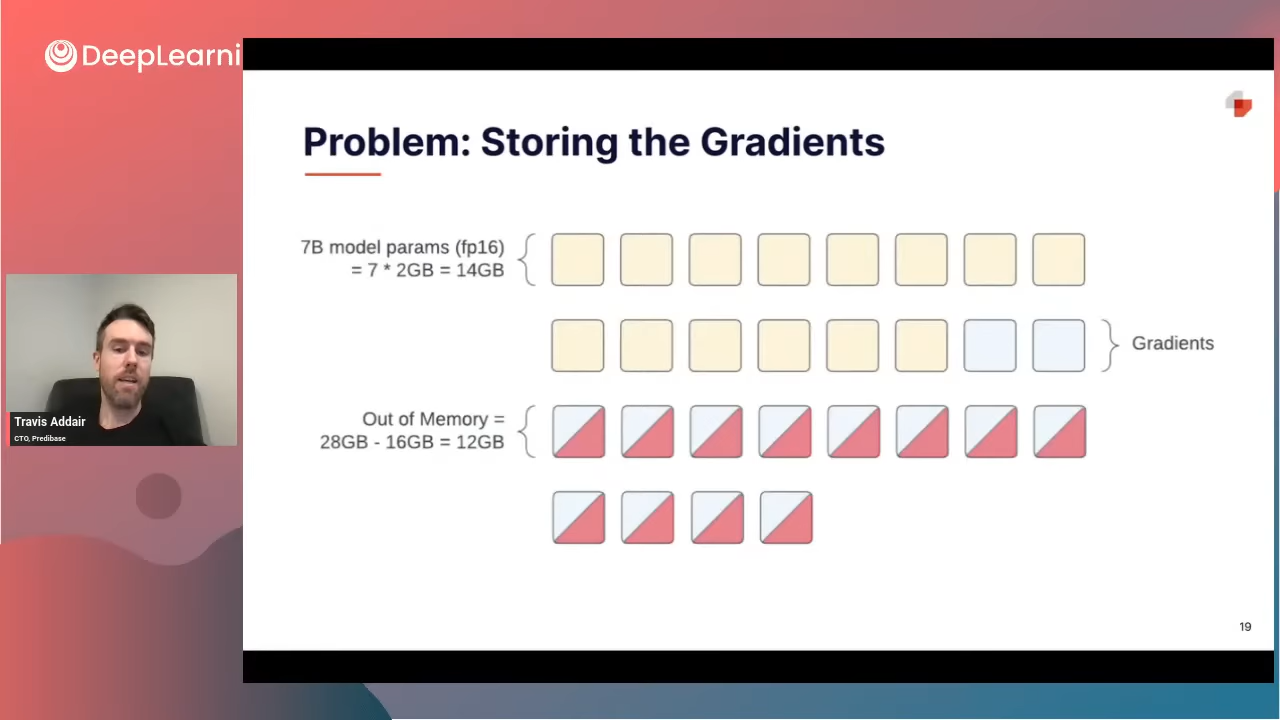 DeepLearni
Problem: Storing the Gradients
7B model params (fp16)
= 7 * 2GB = 14GB
Gradients
Out of Memory =
28GB - 16GB = 12GB
Travis Addair
CTO, Predibase
19